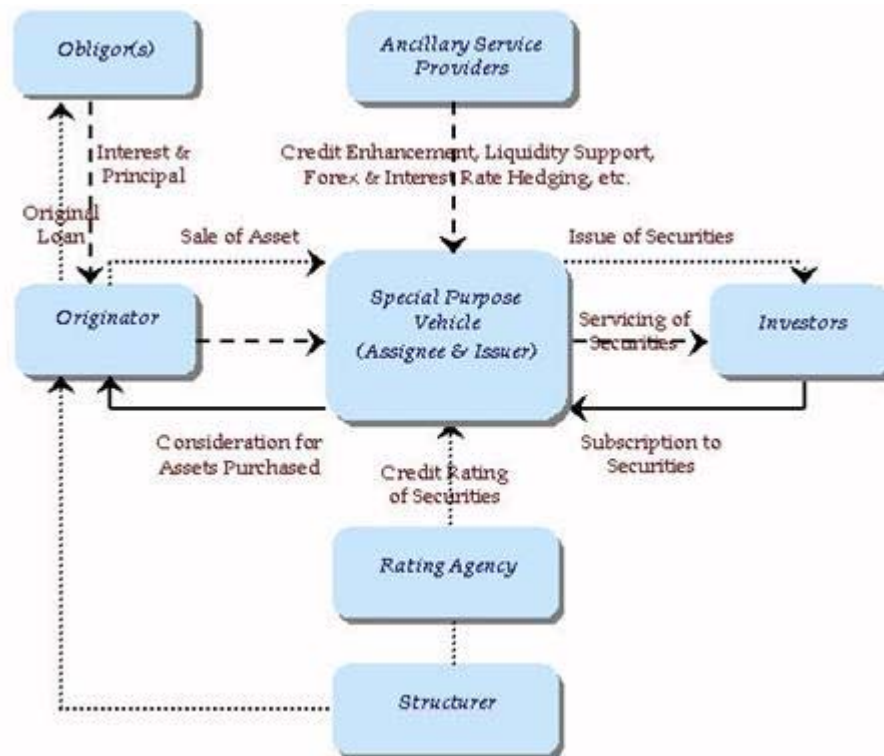 Obligor(s)
Ancillary Service
Providers
Interest &
Principal
Credit Enhancement, Liquidity Support,
Forex & Interest Rate Hedging, etc.
Original
Loan
Sale of Asset
Issue of Securities
Originator
Special Purpose
Vehicle
(Assignee & Issuer)
Servicing of
Securities
Investors
Consideration for
Assets Purchased
Subscription to
Securities
Credit Rating
of Securities
Rating Agency
Structurer